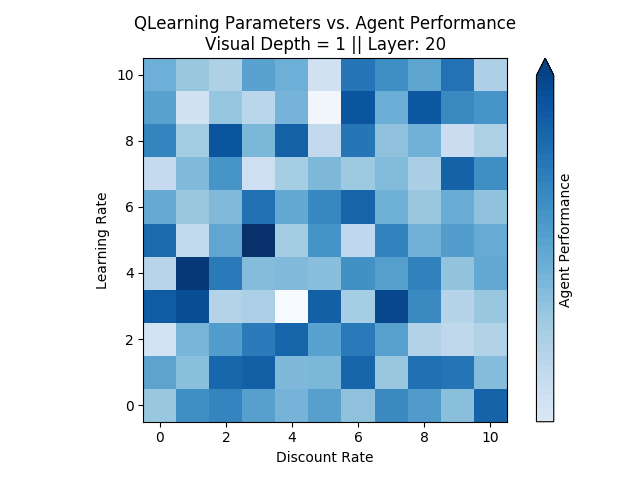 QLearning Parameters vs. Agent Performance
Visual Depth = 1 || Layer: 20
10
8
6
4
2
0
Learning Rate
0 2 4 6 8 10
Discount Rate
Agent Performance